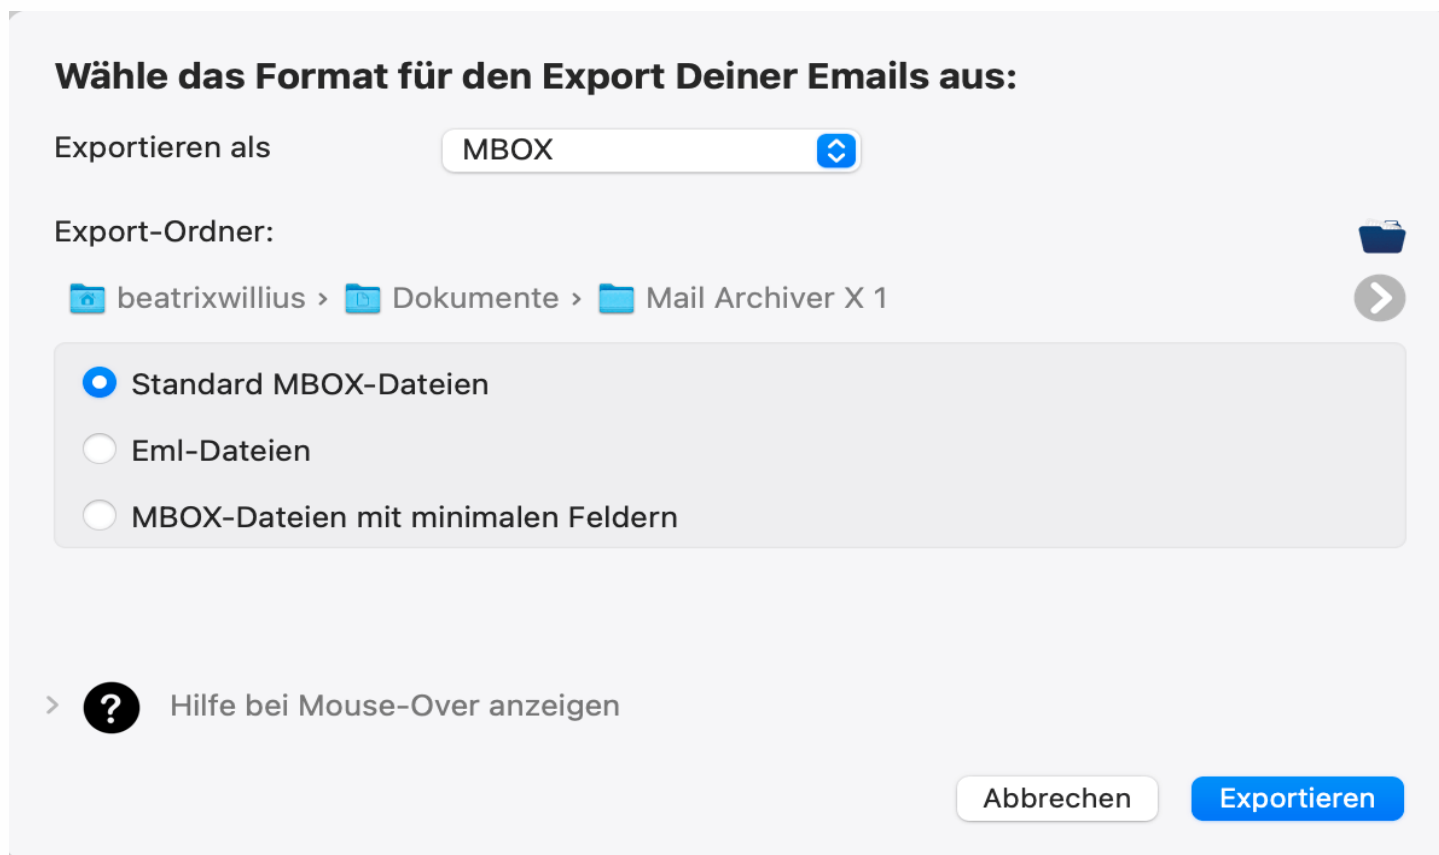 Wähle das Format für den Export Deiner Emails aus:
Exportieren als MBOX
Export-Ordner:
beatrixwillius › Dokumente › Mail Archiver X 1
Standard MBOX-Dateien
Eml-Dateien
MBOX-Dateien mit minimalen Feldern
? Hilfe bei Mouse-Over anzeigen
Abbrechen Exportieren